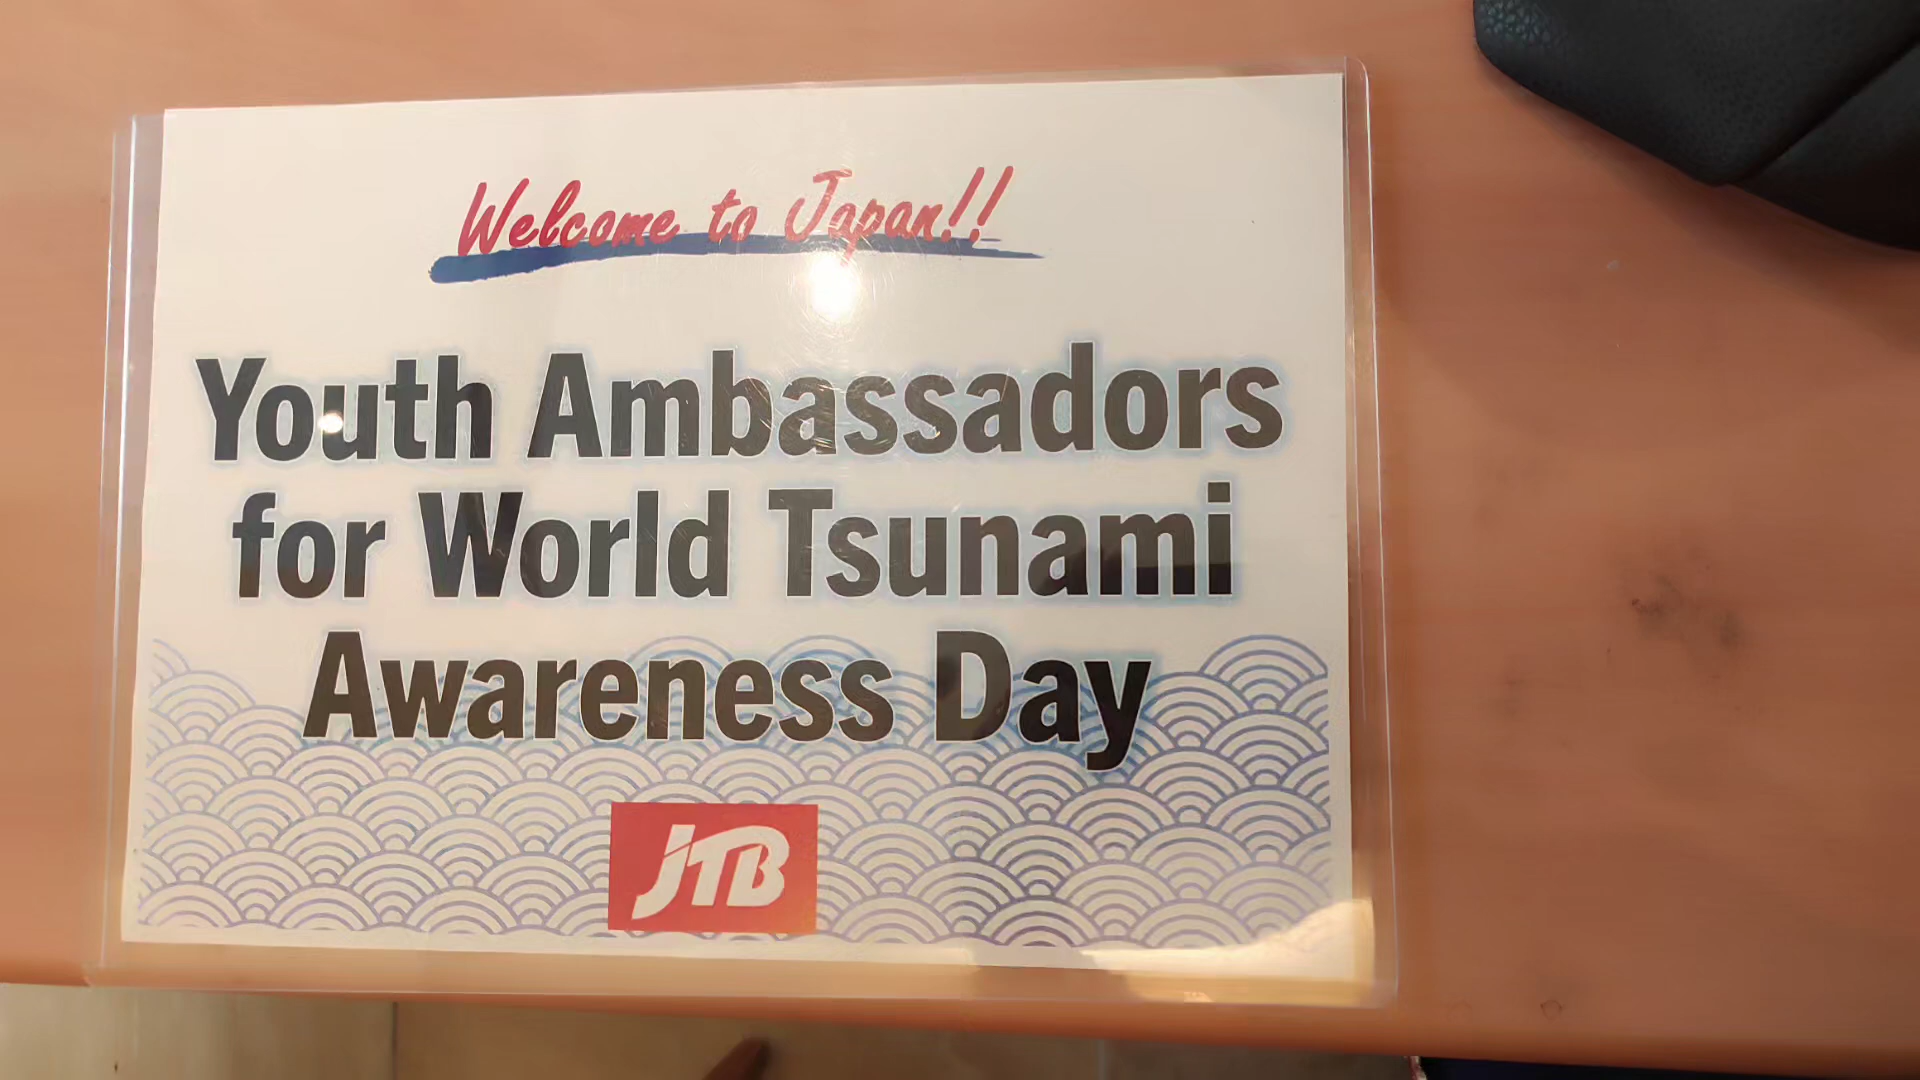 Welcome to Japan!!
Youth Ambassadors
for World Tsunami
Awareness Day
JTB